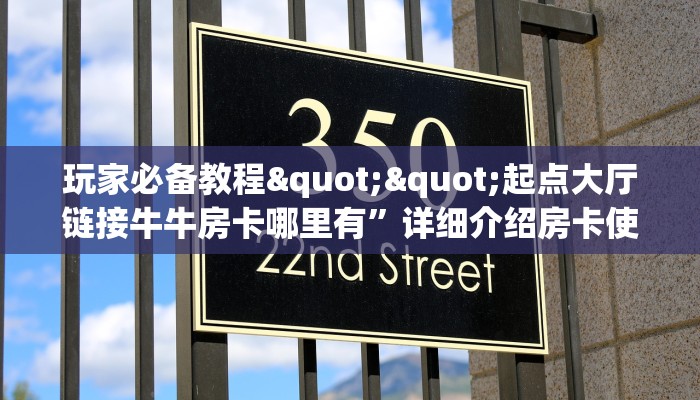 350
玩家必备教程&quot;&quot;起点大厅
链接牛牛房卡哪里有”详细介绍房卡使
22nd Street